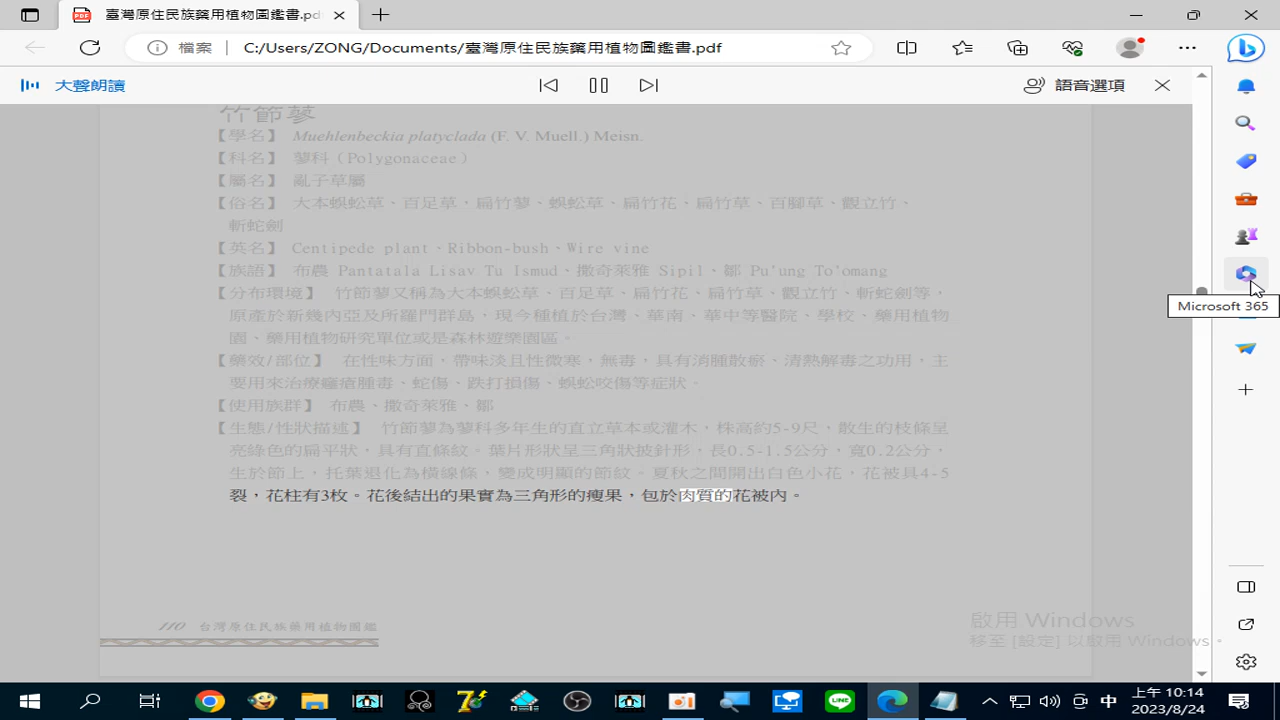 臺灣原住民族藥用植物圖鑑書.pdf
檔案
C:/Users/ZONG/Documents/臺灣原住民族藥用植物圖鑑書.pdf
大聲朗讀
語音選項
竹節蓼
【學名】 Muehlenbeckia platyclada (F. V. Muell.) Meisn.
【科名】 蓼科（Polygonaceae）
【屬名】 亂子草屬
【俗名】 大本蜈蚣草、百足草、扁竹蓼、蜈蚣草、扁竹花、扁竹草、百腳草、觀立竹、
斬蛇劍
【英名】 Centipede plant、Ribbon-bush、Wire vine
【族語】 布農 Pantatala Lisav Tu Ismud、撒奇萊雅 Sipil、鄒 Pu'ung To'omang
【分布環境】 竹節蓼又稱為大本蜈蚣草、百足草、扁竹花、扁竹草、觀立竹、斬蛇劍等，
原產於新幾內亞及所羅門群島，現今種植於台灣、華南、華中等醫院、學校、藥用植物
園、藥用植物研究單位或是森林遊樂園區。
【藥效/部位】 在性味方面，帶味淡且性微寒，無毒，具有消腫散瘀、清熱解毒之功用，主
要用來治療癰瘡腫毒、蛇傷、跌打損傷、蜈蚣咬傷等症狀。
【使用族群】 布農、撒奇萊雅、鄒
【生態/性狀描述】 竹節蓼為蓼科多年生的直立草本或灌木，株高約5-9尺，散生的枝條呈
亮綠色的扁平狀，具有直條紋。葉片形狀呈三角狀披針形，長0.5-1.5公分，寬0.2公分，
生於節上，托葉退化為橫線條，變成明顯的節紋。夏秋之間開出白色小花，花被具4-5
裂，花柱有3枚。花後結出的果實為三角形的瘦果，包於肉質的花被內。
110 台灣原住民族藥用植物圖鑑
Microsoft 365
啟用 Windows
移至 [設定] 以啟用 Windows。
中
上午 10:14
2023/8/24